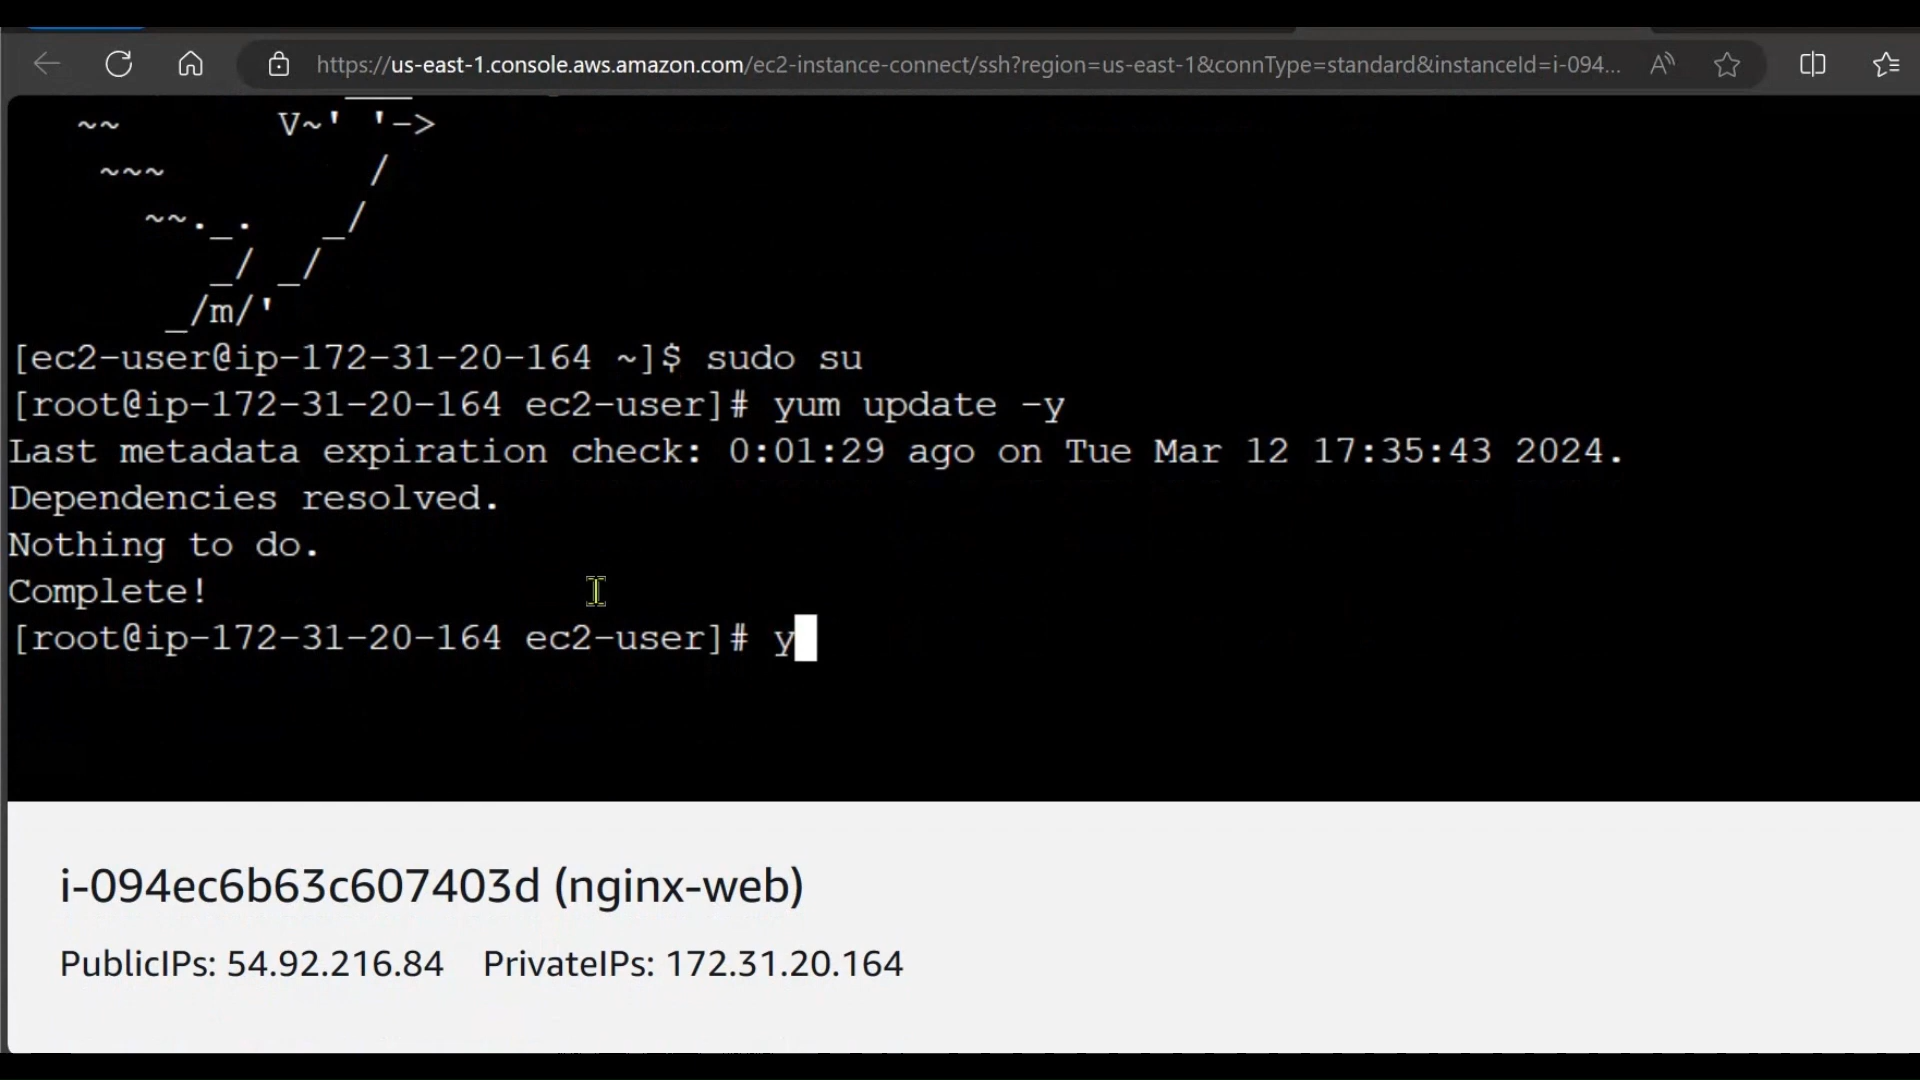 https://us-east-1.console.aws.amazon.com/ec2-instance-connect/ssh?region=us-east-1&connType=standard&instanceId=i-094...
~~       V~' '->
~~~         /
~~._.   _/
_/ _/
_/m/'
[ec2-user@ip-172-31-20-164 ~]$ sudo su
[root@ip-172-31-20-164 ec2-user]# yum update -y
Last metadata expiration check: 0:01:29 ago on Tue Mar 12 17:35:43 2024.
Dependencies resolved.
Nothing to do.
Complete!
[root@ip-172-31-20-164 ec2-user]# y
i-094ec6b63c607403d (nginx-web)
PublicIPs: 54.92.216.84    PrivateIPs: 172.31.20.164